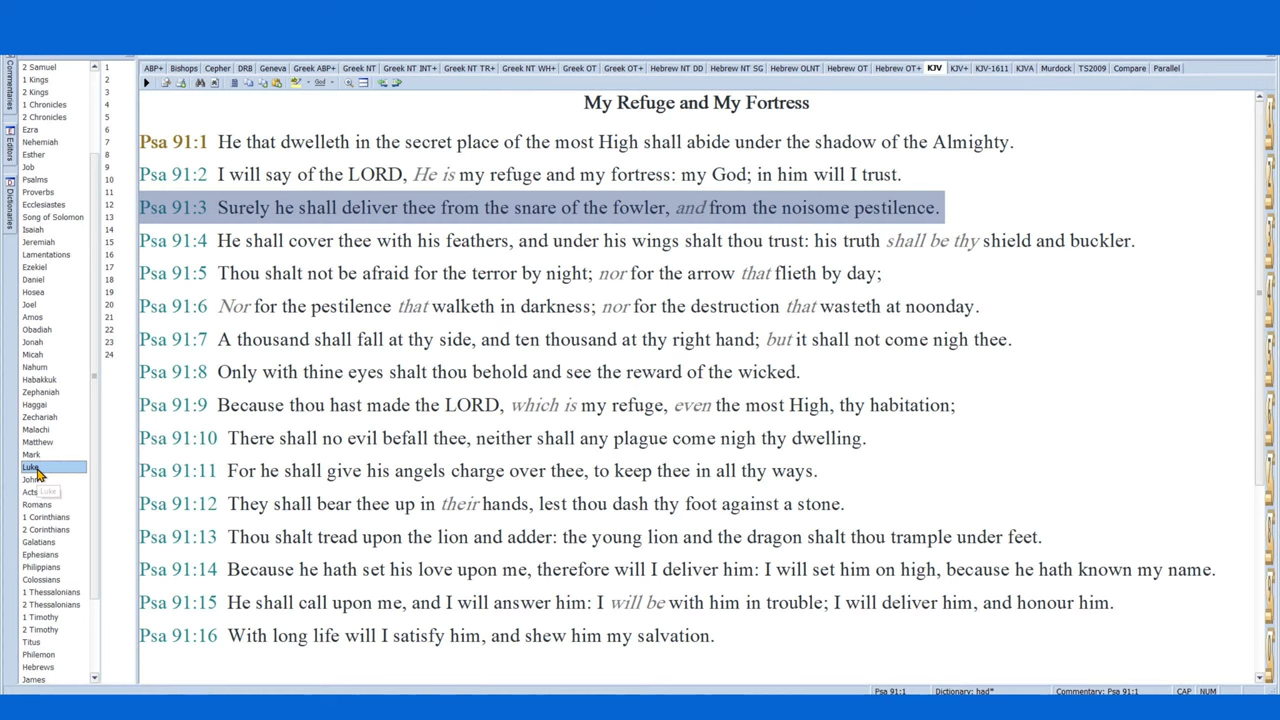 ABP+ Bishops Cepher DRB Geneva Greek ABP+ Greek NT Greek NT INT+ Greek NT TR+ Greek NT WH+ Greek OT Greek OT+ Hebrew NT DD Hebrew NT SG Hebrew OLNT Hebrew OT Hebrew OT+ KJV KJV+ KJV-1611 KJVA Murdock TS2009 Compare Parallel
Commentaries
Editors
Dictionaries
2 Samuel
1 Kings
2 Kings
1 Chronicles
2 Chronicles
Ezra
Nehemiah
Esther
Job
Psalms
Proverbs
Ecclesiastes
Song of Solomon
Isaiah
Jeremiah
Lamentations
Ezekiel
Daniel
Hosea
Joel
Amos
Obadiah
Jonah
Micah
Nahum
Habakkuk
Zephaniah
Haggai
Zechariah
Malachi
Matthew
Mark
Luke
John
Acts
Luke
Romans
1 Corinthians
2 Corinthians
Galatians
Ephesians
Philippians
Colossians
1 Thessalonians
2 Thessalonians
1 Timothy
2 Timothy
Titus
Philemon
Hebrews
James
1
2
3
4
5
6
7
8
9
10
11
12
13
14
15
16
17
18
19
20
21
22
23
24
My Refuge and My Fortress
Psa 91:1 He that dwelleth in the secret place of the most High shall abide under the shadow of the Almighty.
Psa 91:2 I will say of the LORD, He is my refuge and my fortress: my God; in him will I trust.
Psa 91:3 Surely he shall deliver thee from the snare of the fowler, and from the noisome pestilence.
Psa 91:4 He shall cover thee with his feathers, and under his wings shalt thou trust: his truth shall be thy shield and buckler.
Psa 91:5 Thou shalt not be afraid for the terror by night; nor for the arrow that flieth by day;
Psa 91:6 Nor for the pestilence that walketh in darkness; nor for the destruction that wasteth at noonday.
Psa 91:7 A thousand shall fall at thy side, and ten thousand at thy right hand; but it shall not come nigh thee.
Psa 91:8 Only with thine eyes shalt thou behold and see the reward of the wicked.
Psa 91:9 Because thou hast made the LORD, which is my refuge, even the most High, thy habitation;
Psa 91:10 There shall no evil befall thee, neither shall any plague come nigh thy dwelling.
Psa 91:11 For he shall give his angels charge over thee, to keep thee in all thy ways.
Psa 91:12 They shall bear thee up in their hands, lest thou dash thy foot against a stone.
Psa 91:13 Thou shalt tread upon the lion and adder: the young lion and the dragon shalt thou trample under feet.
Psa 91:14 Because he hath set his love upon me, therefore will I deliver him: I will set him on high, because he hath known my name.
Psa 91:15 He shall call upon me, and I will answer him: I will be with him in trouble; I will deliver him, and honour him.
Psa 91:16 With long life will I satisfy him, and shew him my salvation.
Psa 91:1 Dictionary: had* Commentary: Psa 91:1 CAP NUM